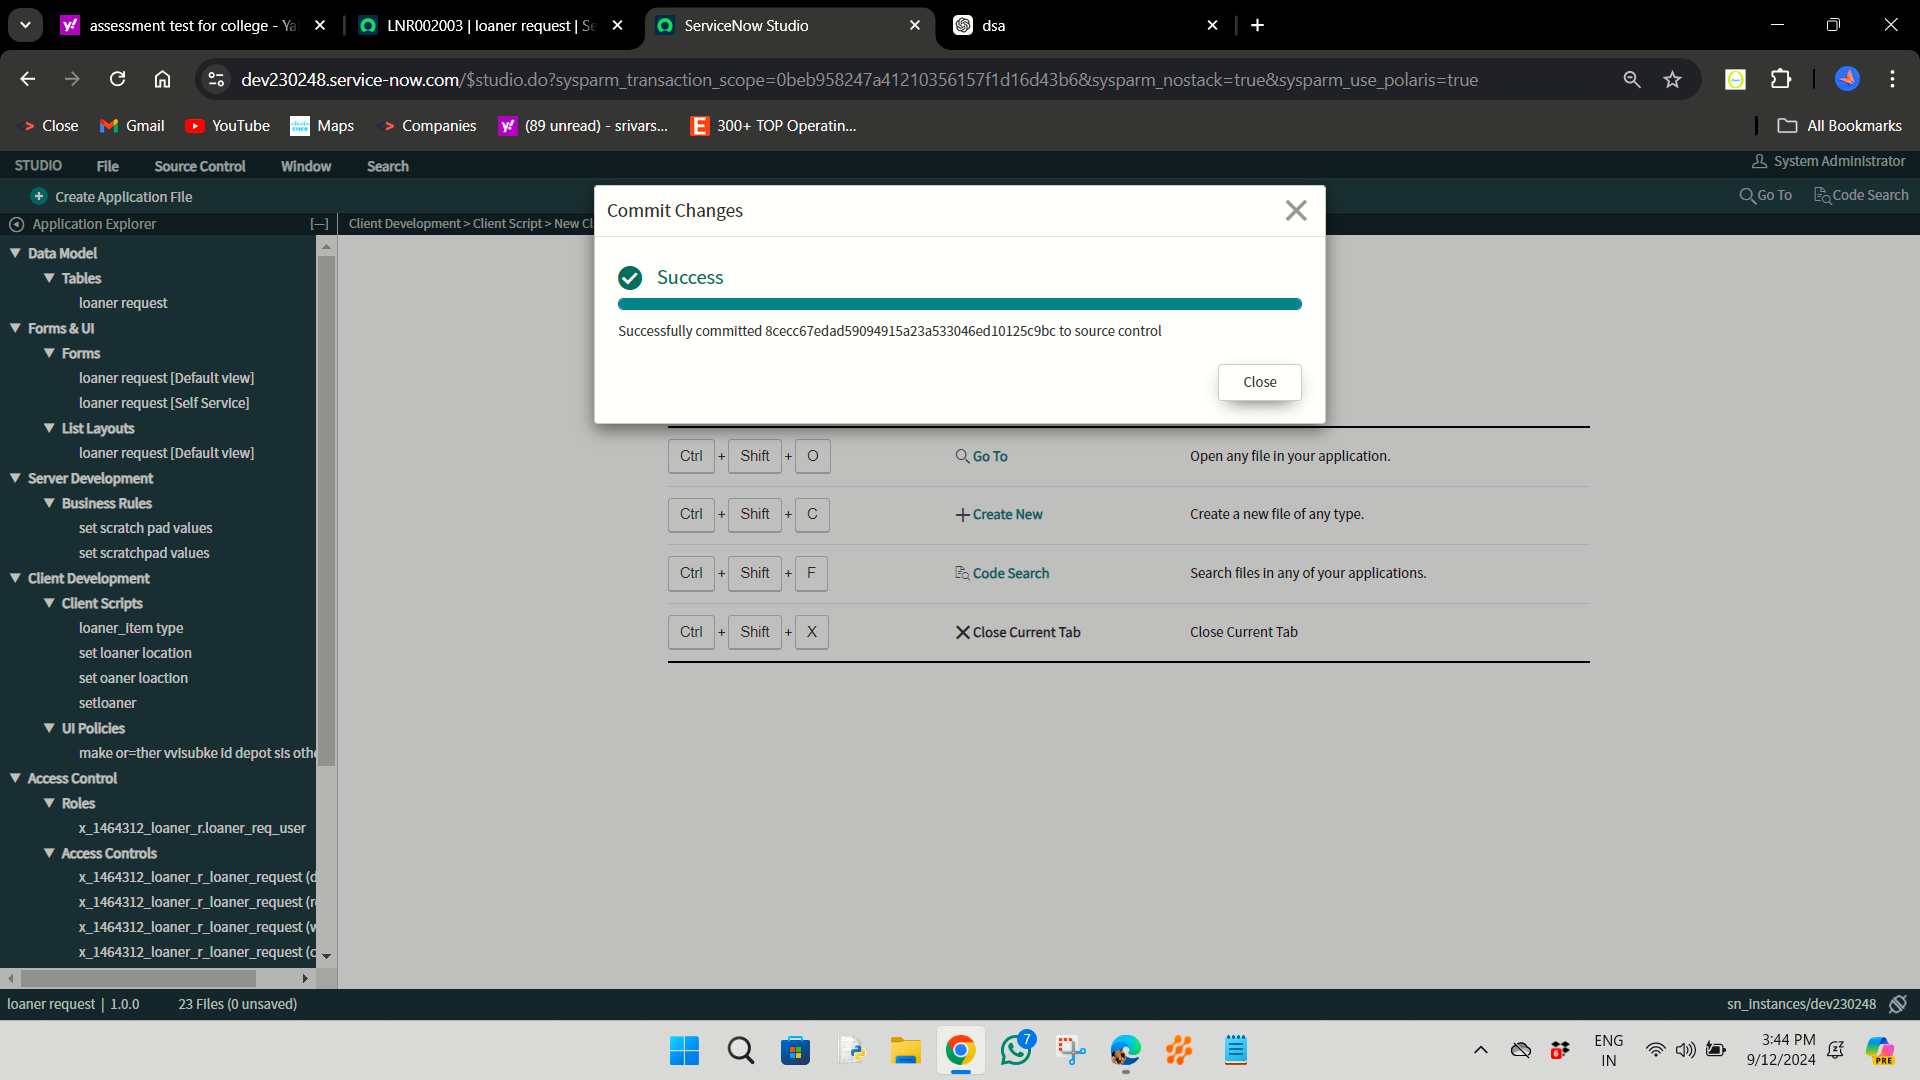 assessment test for college - Ya
LNR002003 | loaner request | Se
ServiceNow Studio
dsa
dev230248.service-now.com/$studio.do?sysparm_transaction_scope=0beb958247a41210356157f1d16d43b6&sysparm_nostack=true&sysparm_use_polaris=true
Close
Gmail
YouTube
Maps
Companies
(89 unread) - srivars...
300+ TOP Operatin...
All Bookmarks
STUDIO File Source Control Window Search
System Administrator
Create Application File
Go To
Code Search
Application Explorer
[—]
Client Development > Client Script > New Cl
Data Model
Tables
loaner request
Forms & UI
Forms
loaner request [Default view]
loaner request [Self Service]
List Layouts
loaner request [Default view]
Server Development
Business Rules
set scratch pad values
set scratchpad values
Client Development
Client Scripts
loaner_item type
set loaner location
set oaner loaction
setloaner
UI Policies
make or=ther vvisubke id depot sis othe
Access Control
Roles
x_1464312_loaner_r.loaner_req_user
Access Controls
x_1464312_loaner_r_loaner_request (d
x_1464312_loaner_r_loaner_request (re
x_1464312_loaner_r_loaner_request (w
x_1464312_loaner_r_loaner_request (c
Commit Changes
Success
Successfully committed 8cecc67edad59094915a23a533046ed10125c9bc to source control
Close
Ctrl + Shift + O Go To Open any file in your application.
Ctrl + Shift + C Create New Create a new file of any type.
Ctrl + Shift + F Code Search Search files in any of your applications.
Ctrl + Shift + X Close Current Tab Close Current Tab
loaner request | 1.0.0 23 Files (0 unsaved)
sn_instances/dev230248
7
6
ENG
IN
3:44 PM
9/12/2024
PRE